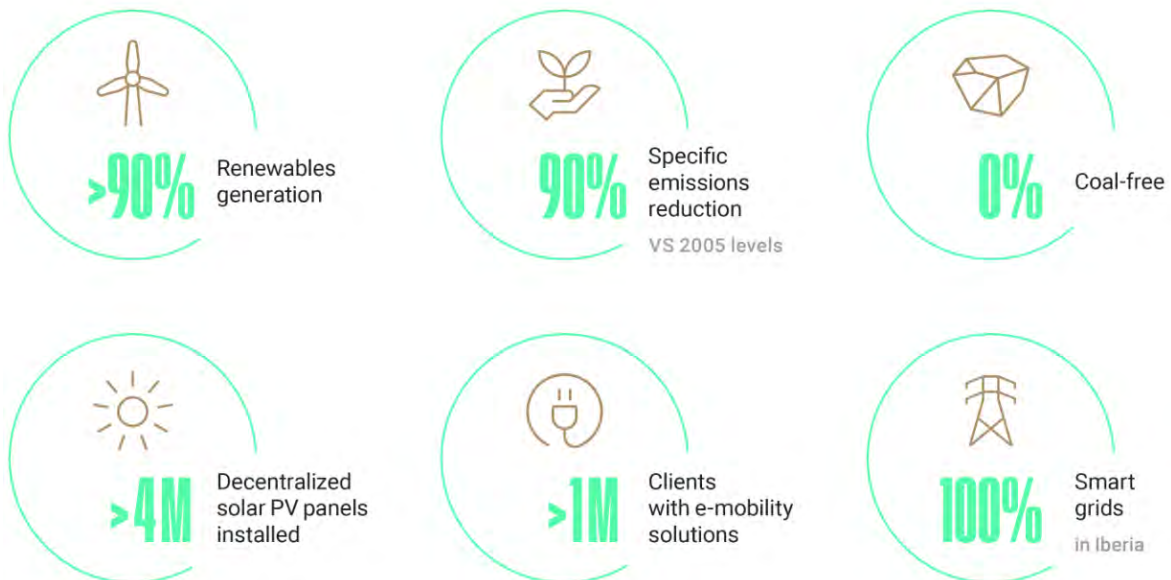 >90%
Renewables
generation
90%
Specific
emissions
reduction
VS 2005 levels
0%
Coal-free
>4M
Decentralized
solar PV panels
installed
>1M
Clients
with e-mobility
solutions
100%
Smart
grids
in Iberia